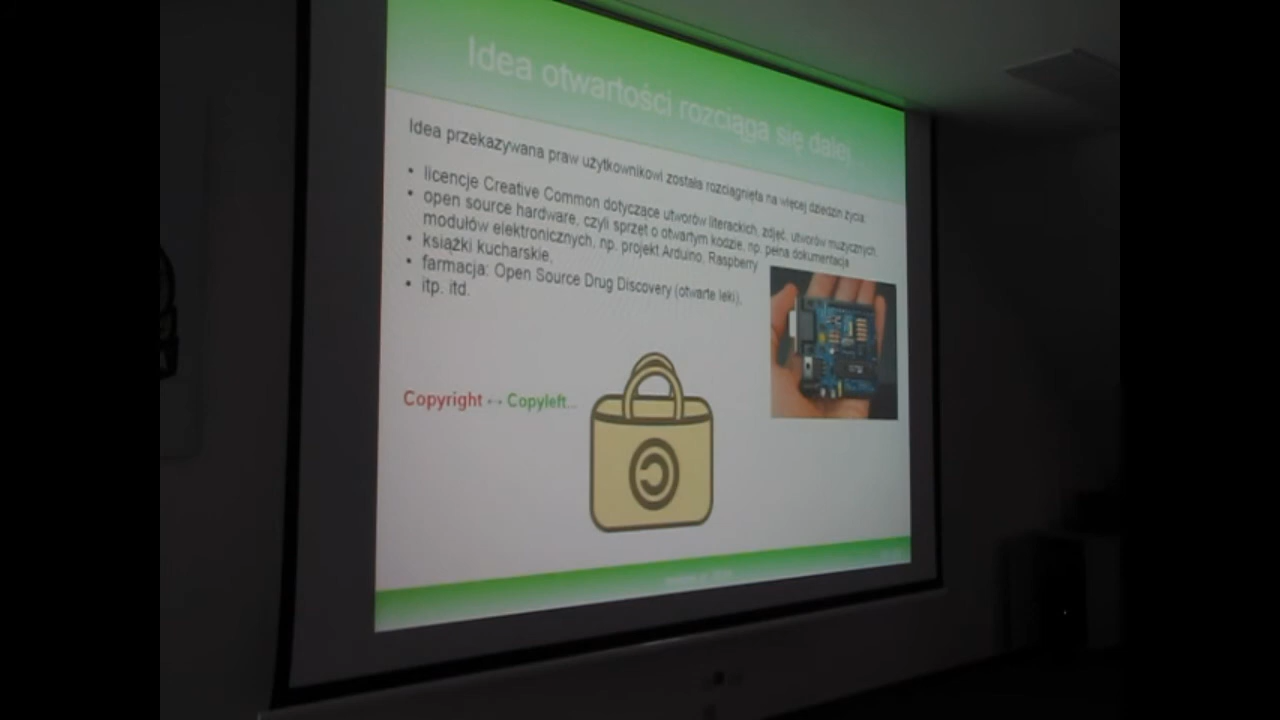 Idea otwartości rozciąga się dalej...
Idea przekazywana praw użytkownikowi została rozciągnięta na więcej dziedzin życia:
• licencje Creative Common dotyczące utworów literackich, zdjęć, utworów muzycznych,
• open source hardware, czyli sprzęt o otwartym kodzie, np. pełna dokumentacja
modułów elektronicznych, np. projekt Arduino, Raspberry
• książki kucharskie,
• farmacja: Open Source Drug Discovery (otwarte leki),
• itp. itd.
Copyright ↔ Copyleft...